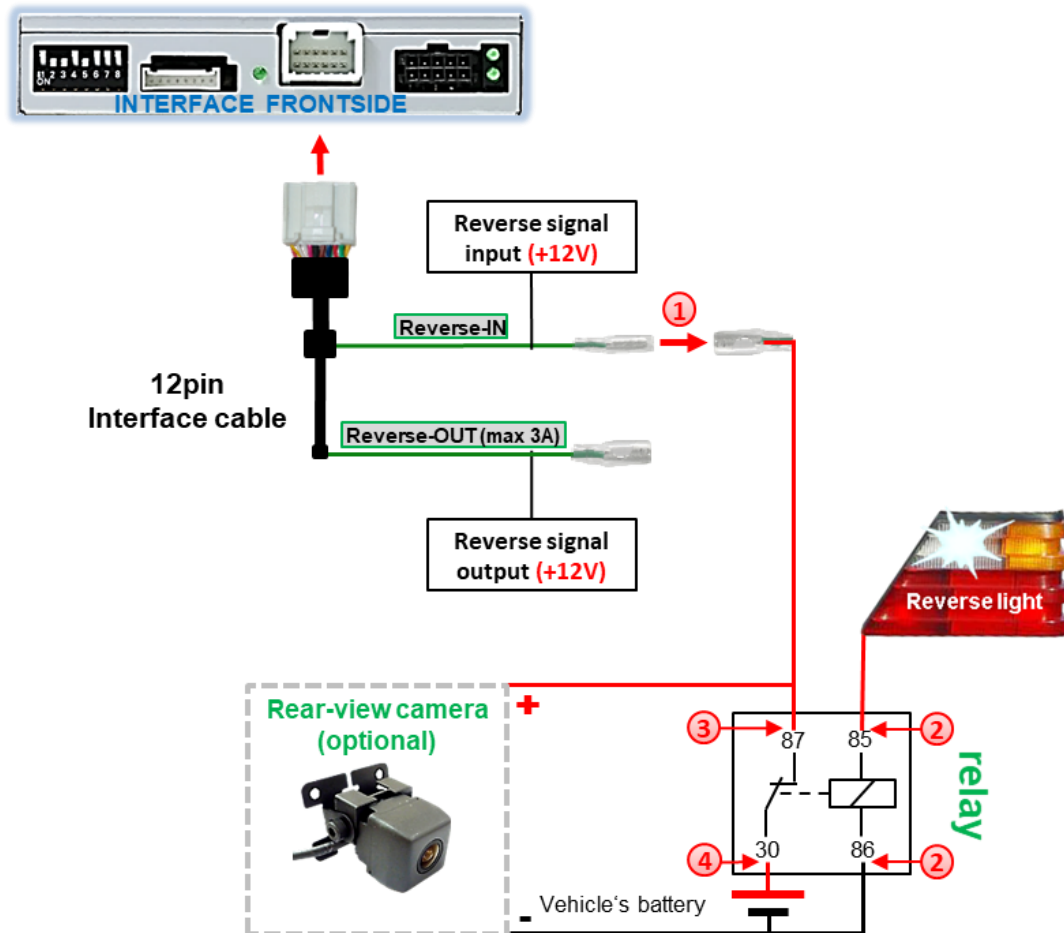 1 2 3 4 5 6 7 8
ON
INTERFACE FRONTSIDE
Reverse signal
input (+12V)
1
Reverse-IN
12pin
Interface cable
Reverse-OUT (max 3A)
Reverse signal
output (+12V)
Reverse light
Rear-view camera
(optional)
+
3
87
85
2
relay
4
30
86
2
- Vehicle‘s battery